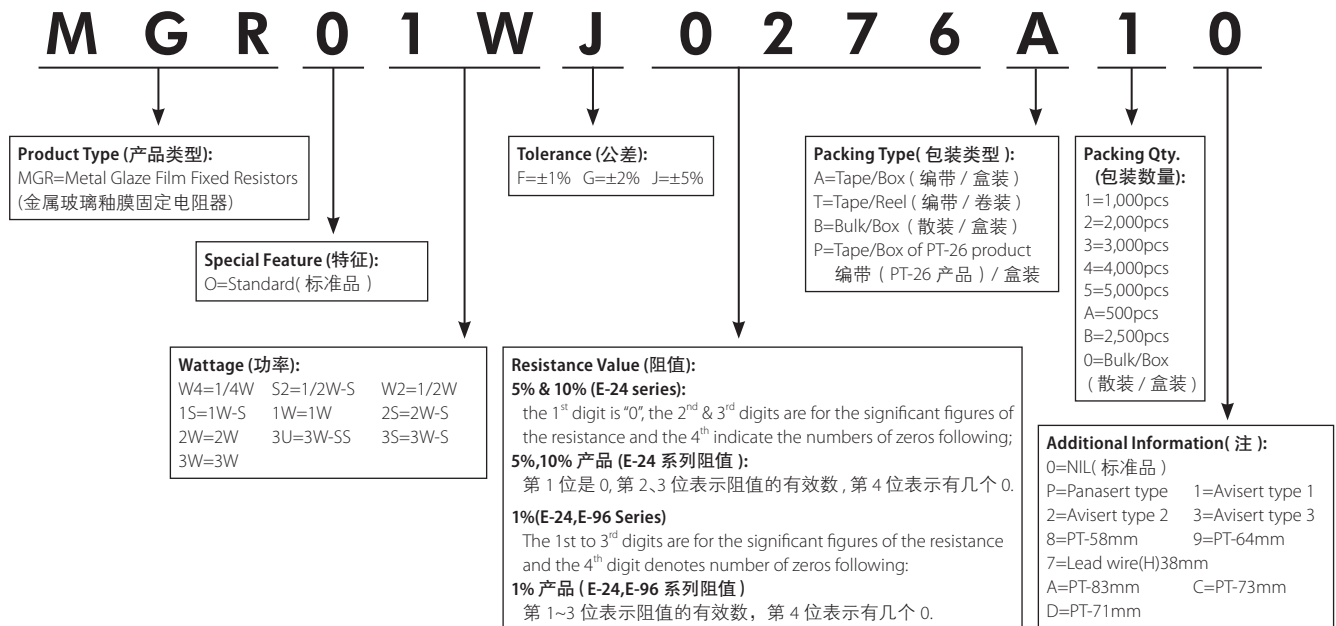 M G R 0 1 W J 0 2 7 6 A 1 0
Product Type (产品类型):
MGR=Metal Glaze Film Fixed Resistors
(金属玻璃釉膜固定电阻器)
Special Feature (特征):
O=Standard( 标准品 )
Wattage (功率):
W4=1/4W S2=1/2W-S W2=1/2W
1S=1W-S 1W=1W 2S=2W-S
2W=2W 3U=3W-SS 3S=3W-S
3W=3W
Tolerance (公差):
F=±1% G=±2% J=±5%
Resistance Value (阻值):
5% & 10% (E-24 series):
the 1st digit is "0", the 2nd & 3rd digits are for the significant figures of
the resistance and the 4th indicate the numbers of zeros following;
5%,10% 产品 (E-24 系列阻值 ):
第 1 位是 0, 第 2、3 位表示阻值的有效数 , 第 4 位表示有几个 0.
1%(E-24,E-96 Series)
The 1st to 3rd digits are for the significant figures of the resistance
and the 4th digit denotes number of zeros following:
1% 产品 ( E-24,E-96 系列阻值 )
第 1~3 位表示阻值的有效数，第 4 位表示有几个 0.
Packing Type( 包装类型 ):
A=Tape/Box ( 编带 / 盒装 )
T=Tape/Reel ( 编带 / 卷装 )
B=Bulk/Box ( 散装 / 盒装 )
P=Tape/Box of PT-26 product
编带 ( PT-26 产品 ) / 盒装
Packing Qty.
(包装数量):
1=1,000pcs
2=2,000pcs
3=3,000pcs
4=4,000pcs
5=5,000pcs
A=500pcs
B=2,500pcs
0=Bulk/Box
( 散装 / 盒装 )
Additional Information( 注 ):
0=NIL( 标准品 )
P=Panasert type 1=Avisert type 1
2=Avisert type 2 3=Avisert type 3
8=PT-58mm 9=PT-64mm
7=Lead wire(H)38mm
A=PT-83mm C=PT-73mm
D=PT-71mm